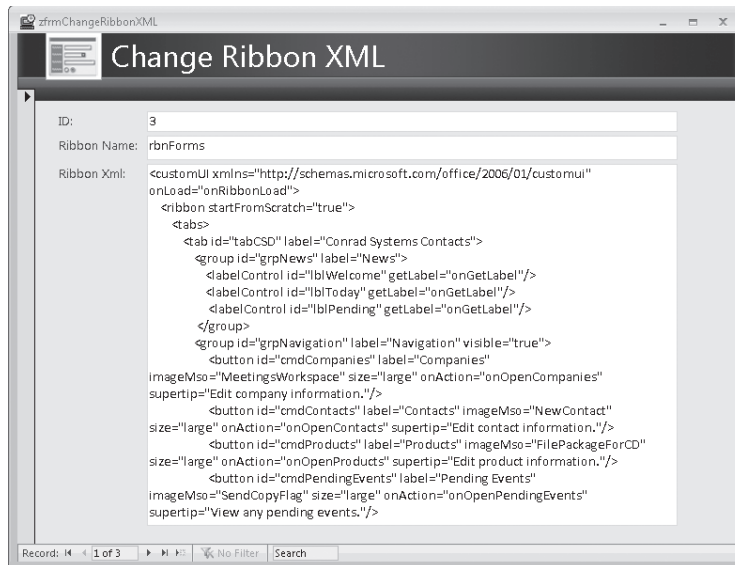 zfrmChangeRibbonXML
Change Ribbon XML
ID: 3
Ribbon Name: rbnForms
Ribbon Xml: <customUI xmlns="http://schemas.microsoft.com/office/2006/01/customui"
onLoad="onRibbonLoad">
<ribbon startFromScratch="true">
<tabs>
<tab id="tabCSD" label="Conrad Systems Contacts">
<group id="grpNews" label="News">
<labelControl id="lblWelcome" getLabel="onGetLabel"/>
<labelControl id="lblToday" getLabel="onGetLabel"/>
<labelControl id="lblPending" getLabel="onGetLabel"/>
</group>
<group id="grpNavigation" label="Navigation" visible="true">
<button id="cmdCompanies" label="Companies"
imageMso="MeetingsWorkspace" size="large" onAction="onOpenCompanies"
supertip="Edit company information."/>
<button id="cmdContacts" label="Contacts" imageMso="NewContact"
size="large" onAction="onOpenContacts" supertip="Edit contact information."/>
<button id="cmdProducts" label="Products" imageMso="FilePackageForCD"
size="large" onAction="onOpenProducts" supertip="Edit product information."/>
<button id="cmdPendingEvents" label="Pending Events"
imageMso="SendCopyFlag" size="large" onAction="onOpenPendingEvents"
supertip="View any pending events."/>
Record: 1 of 3 No Filter Search